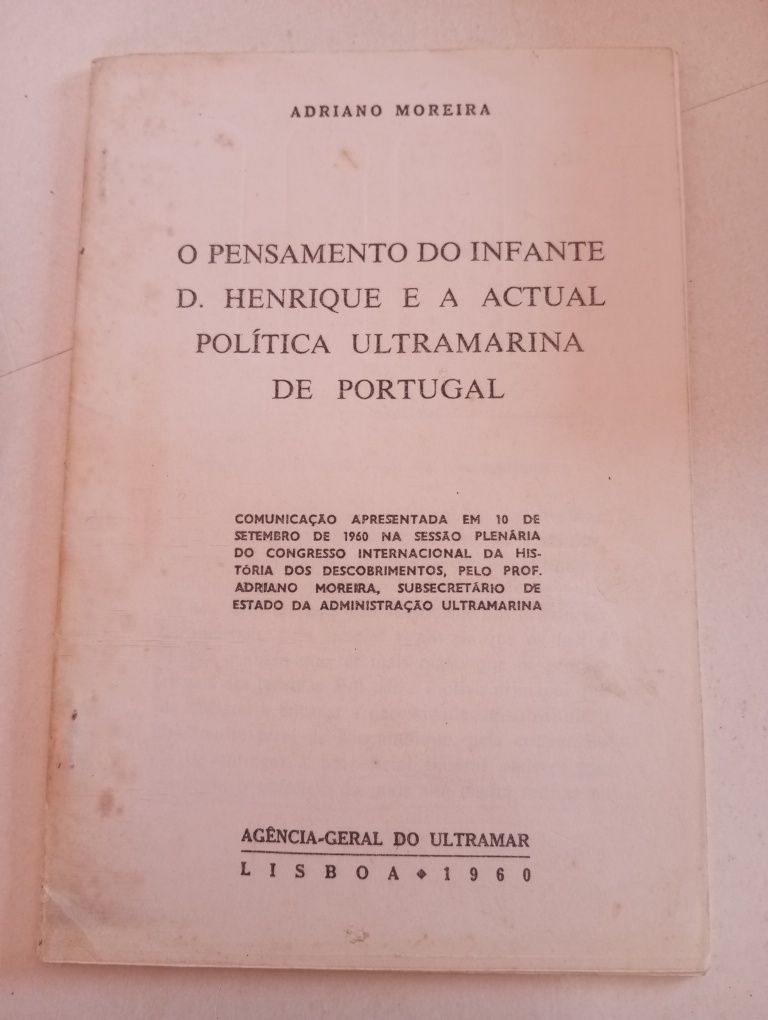 ADRIANO MOREIRA
O PENSAMENTO DO INFANTE
D. HENRIQUE E A ACTUAL
POLÍTICA ULTRAMARINA
DE PORTUGAL
COMUNICAÇÃO APRESENTADA EM 10 DE
SETEMBRO DE 1960 NA SESSÃO PLENÁRIA
DO CONGRESSO INTERNACIONAL DA HIS-
TÓRIA DOS DESCOBRIMENTOS, PELO PROF.
ADRIANO MOREIRA, SUBSECRETÁRIO DE
ESTADO DA ADMINISTRAÇÃO ULTRAMARINA
AGÊNCIA-GERAL DO ULTRAMAR
LISBOA ◆ 1960